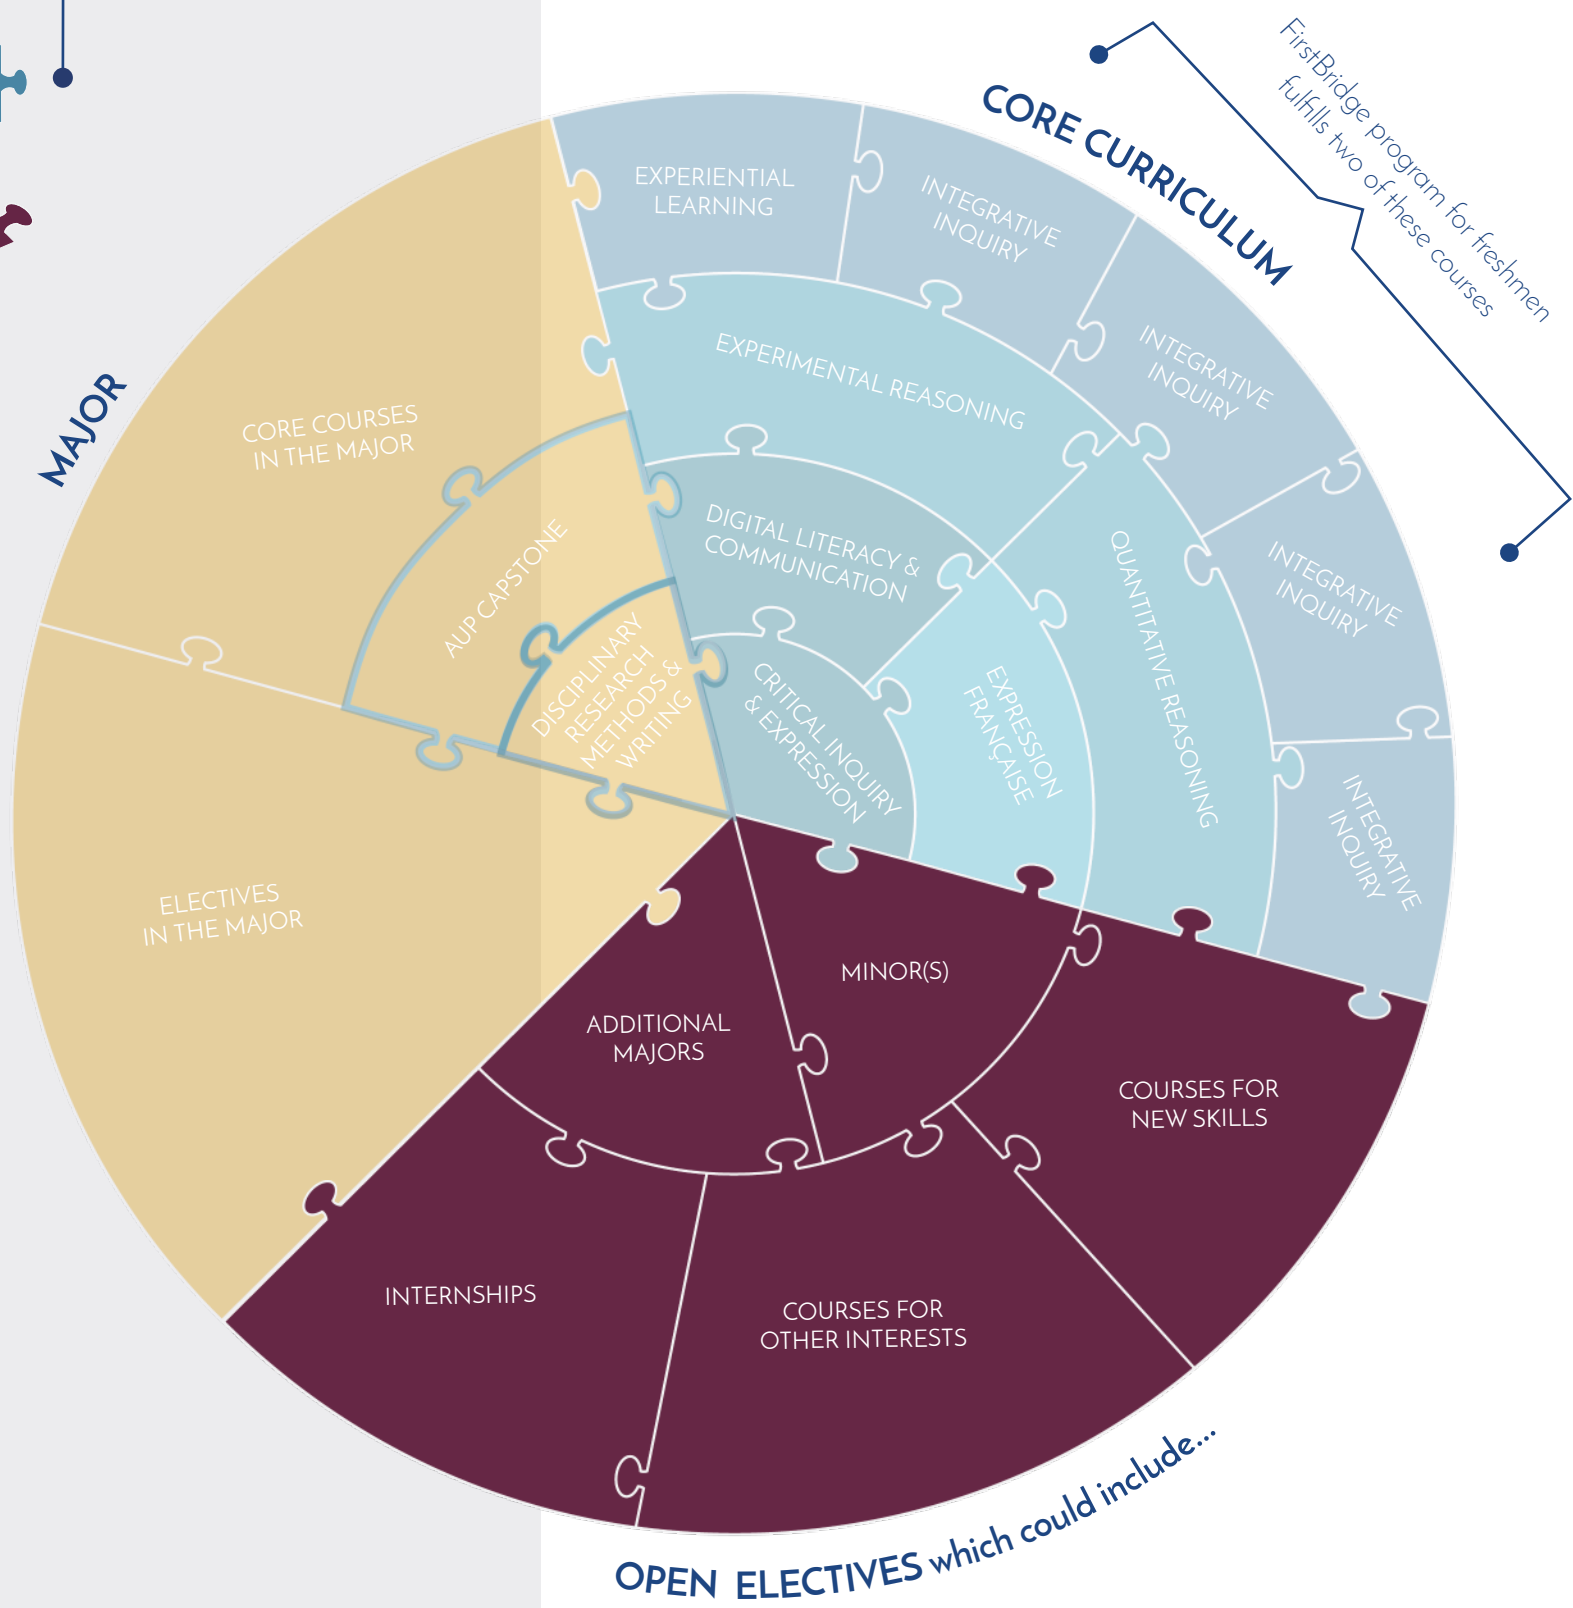 FirstBridge program for freshmen
fulfills two of these courses
CORE CURRICULUM
EXPERIENTIAL
LEARNING
INTEGRATIVE
INQUIRY
INTEGRATIVE
INQUIRY
INTEGRATIVE
INQUIRY
INTEGRATIVE
INQUIRY
EXPERIMENTAL REASONING
QUANTITATIVE REASONING
DIGITAL LITERACY &
COMMUNICATION
EXPRESSION
FRANÇAISE
CRITICAL INQUIRY
& EXPRESSION
MAJOR
CORE COURSES
IN THE MAJOR
AUP CAPSTONE
DISCIPLINARY
RESEARCH
METHODS &
WRITING
ELECTIVES
IN THE MAJOR
MINOR(S)
ADDITIONAL
MAJORS
COURSES FOR
NEW SKILLS
INTERNSHIPS
COURSES FOR
OTHER INTERESTS
OPEN ELECTIVES which could include...